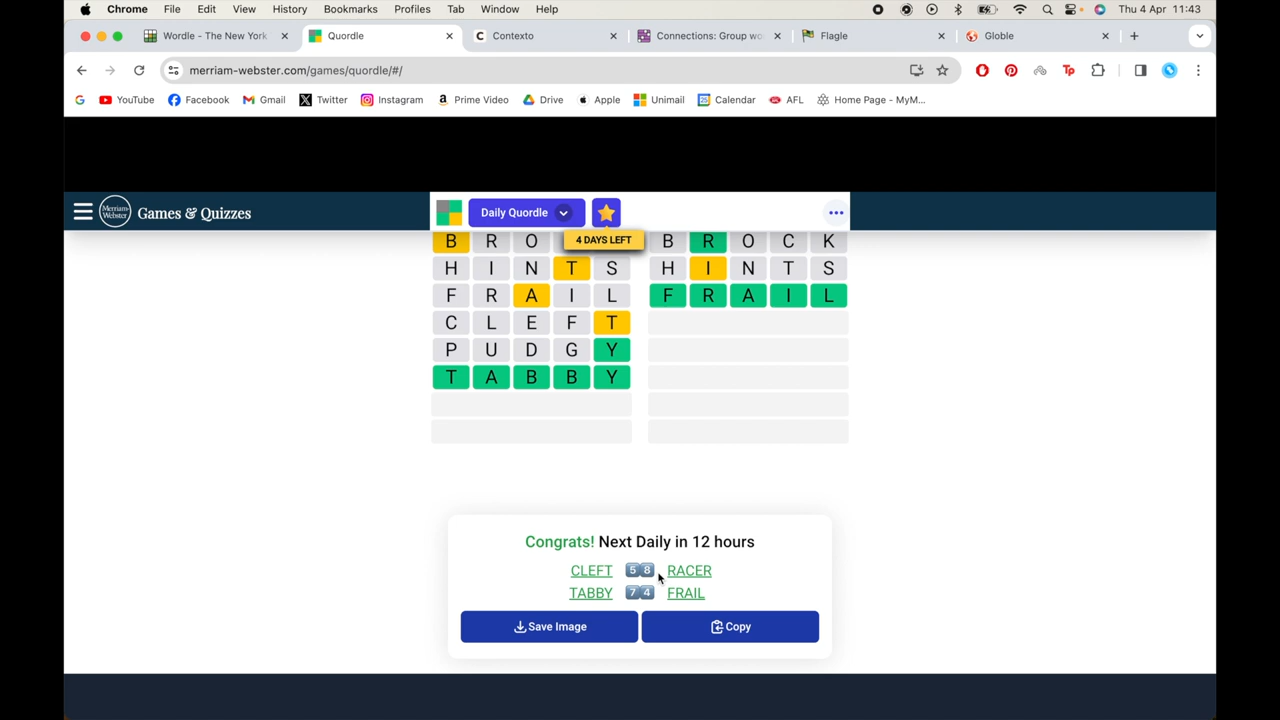 Chrome File Edit View History Bookmarks Profiles Tab Window Help Thu 4 Apr 11:43
Wordle - The New York Quordle Contexto Connections: Group wo Flagle Globle
merriam-webster.com/games/quordle/#/
YouTube Facebook Gmail Twitter Instagram Prime Video Drive Apple Unimail Calendar AFL Home Page - MyM...
Merriam-Webster Games & Quizzes Daily Quordle
4 DAYS LEFT
B R O B R O C K
H I N T S H I N T S
F R A I L F R A I L
C L E F T
P U D G Y
T A B B Y
Congrats! Next Daily in 12 hours
CLEFT 5 8 RACER
TABBY 7 4 FRAIL
Save Image Copy